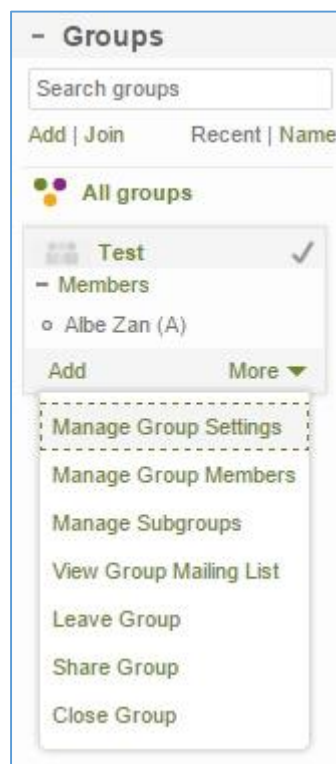 - Groups
Search groups
Add | Join Recent | Name
All groups
Test
- Members
Albe Zan (A)
Add More
Manage Group Settings
Manage Group Members
Manage Subgroups
View Group Mailing List
Leave Group
Share Group
Close Group